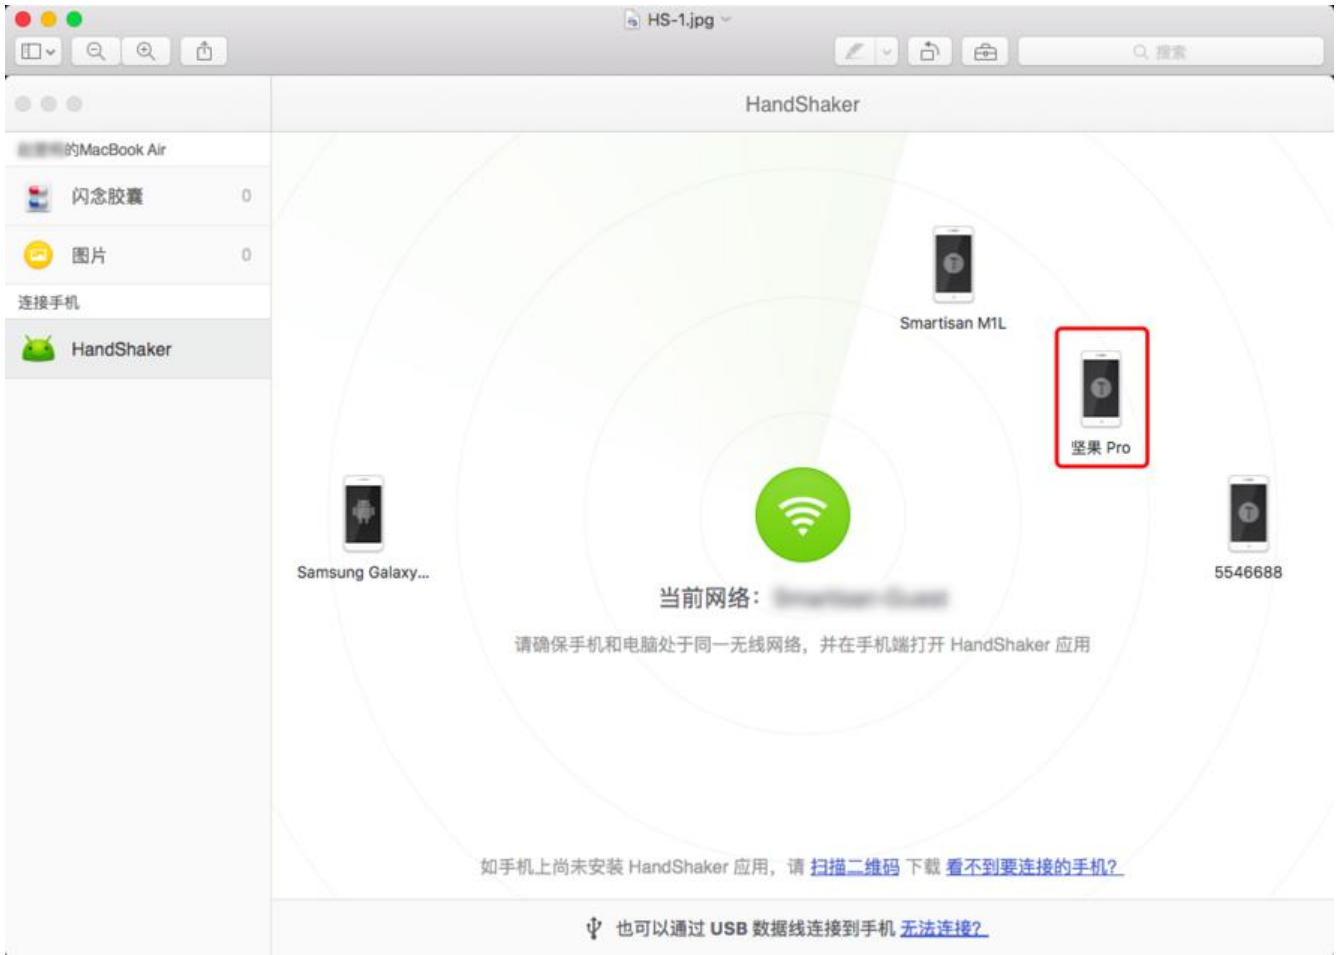 HS-1.jpg
搜索
HandShaker
的MacBook Air
闪念胶囊 0
图片 0
连接手机
HandShaker
Smartisan M1L
坚果 Pro
Samsung Galaxy...
5546688
当前网络：
请确保手机和电脑处于同一无线网络，并在手机端打开 HandShaker 应用
如手机上尚未安装 HandShaker 应用，请 扫描二维码 下载 看不到要连接的手机？
也可以通过 USB 数据线连接到手机 无法连接？